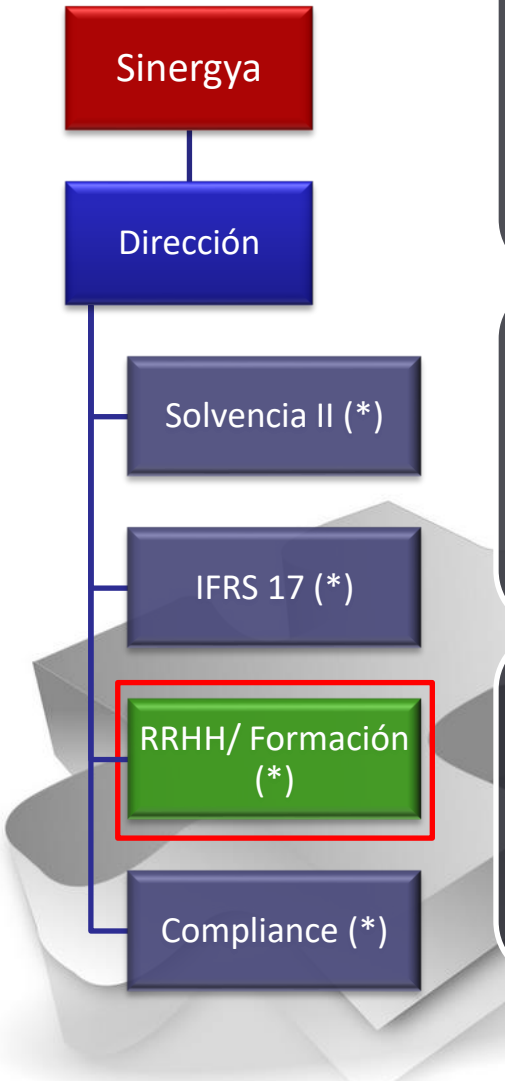 Sinergya
Dirección
Solvencia II (*)
IFRS 17 (*)
RRHH/ Formación
(*)
Compliance (*)